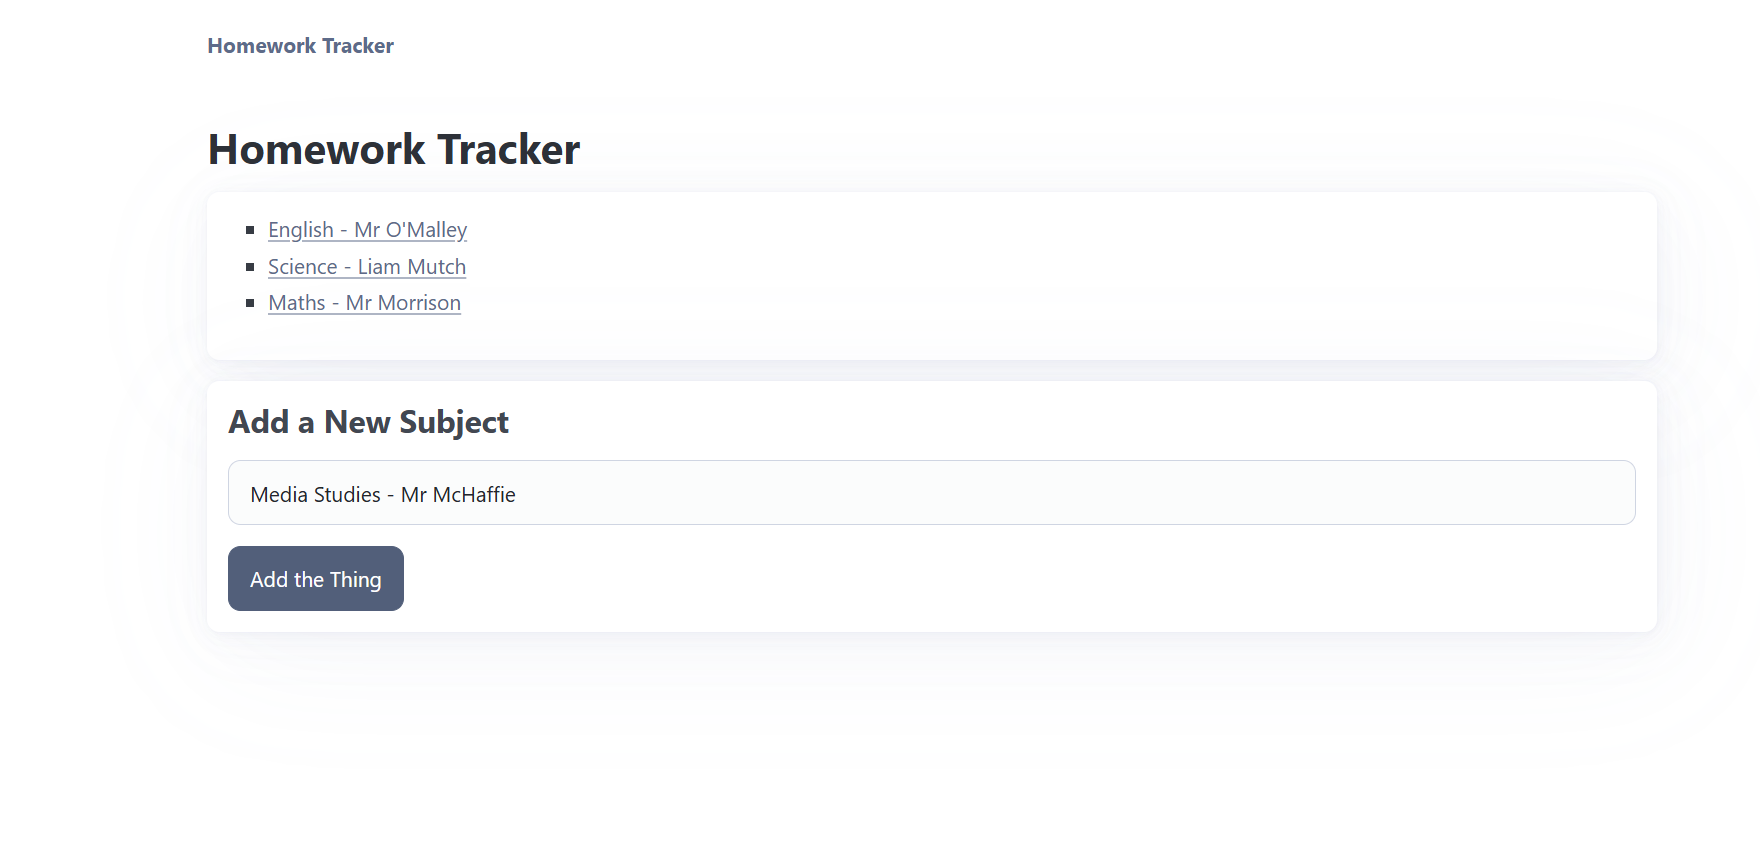 Homework Tracker
Homework Tracker
English - Mr O'Malley
Science - Liam Mutch
Maths - Mr Morrison
Add a New Subject
Media Studies - Mr McHaffie
Add the Thing